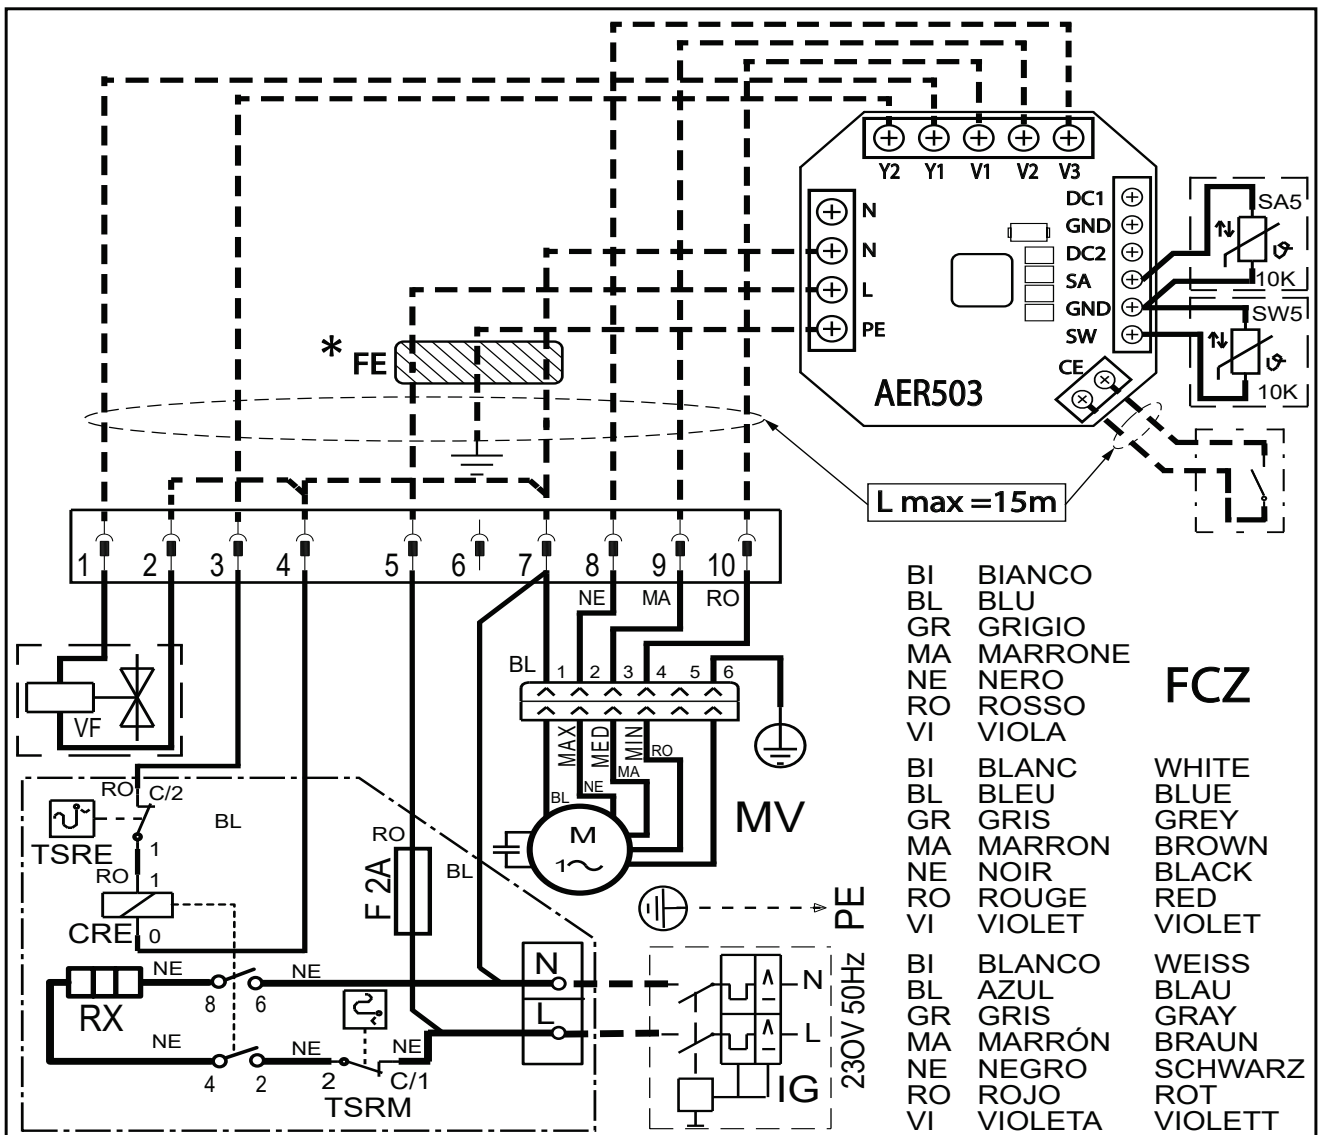 Y2 Y1 V1 V2 V3
N
N
L
PE
DC1
GND
DC2
SA
GND
SW
CE
AER503
SA5
10K
SW5
10K
* FE
L max =15m
1 2 3 4 5 6 7 8 9 10
NE MA RO
BL 1 2 3 4 5 6
VF
MAX MED MIN RO
MA
NE
BL
M
1~
MV
RO C/2
BL
TSRE
1
RO 1
CRE 0
RO
F 2A
BL
PE
NE NE
8 6
RX
NE NE NE
4 2 2 C/1
TSRM
N
L
N
L
IG
230V 50Hz
FCZ
BI BIANCO
BL BLU
GR GRIGIO
MA MARRONE
NE NERO
RO ROSSO
VI VIOLA
BI BLANC WHITE
BL BLEU BLUE
GR GRIS GREY
MA MARRON BROWN
NE NOIR BLACK
RO ROUGE RED
VI VIOLET VIOLET
BI BLANCO WEISS
BL AZUL BLAU
GR GRIS GRAY
MA MARRÓN BRAUN
NE NEGRO SCHWARZ
RO ROJO ROT
VI VIOLETA VIOLETT